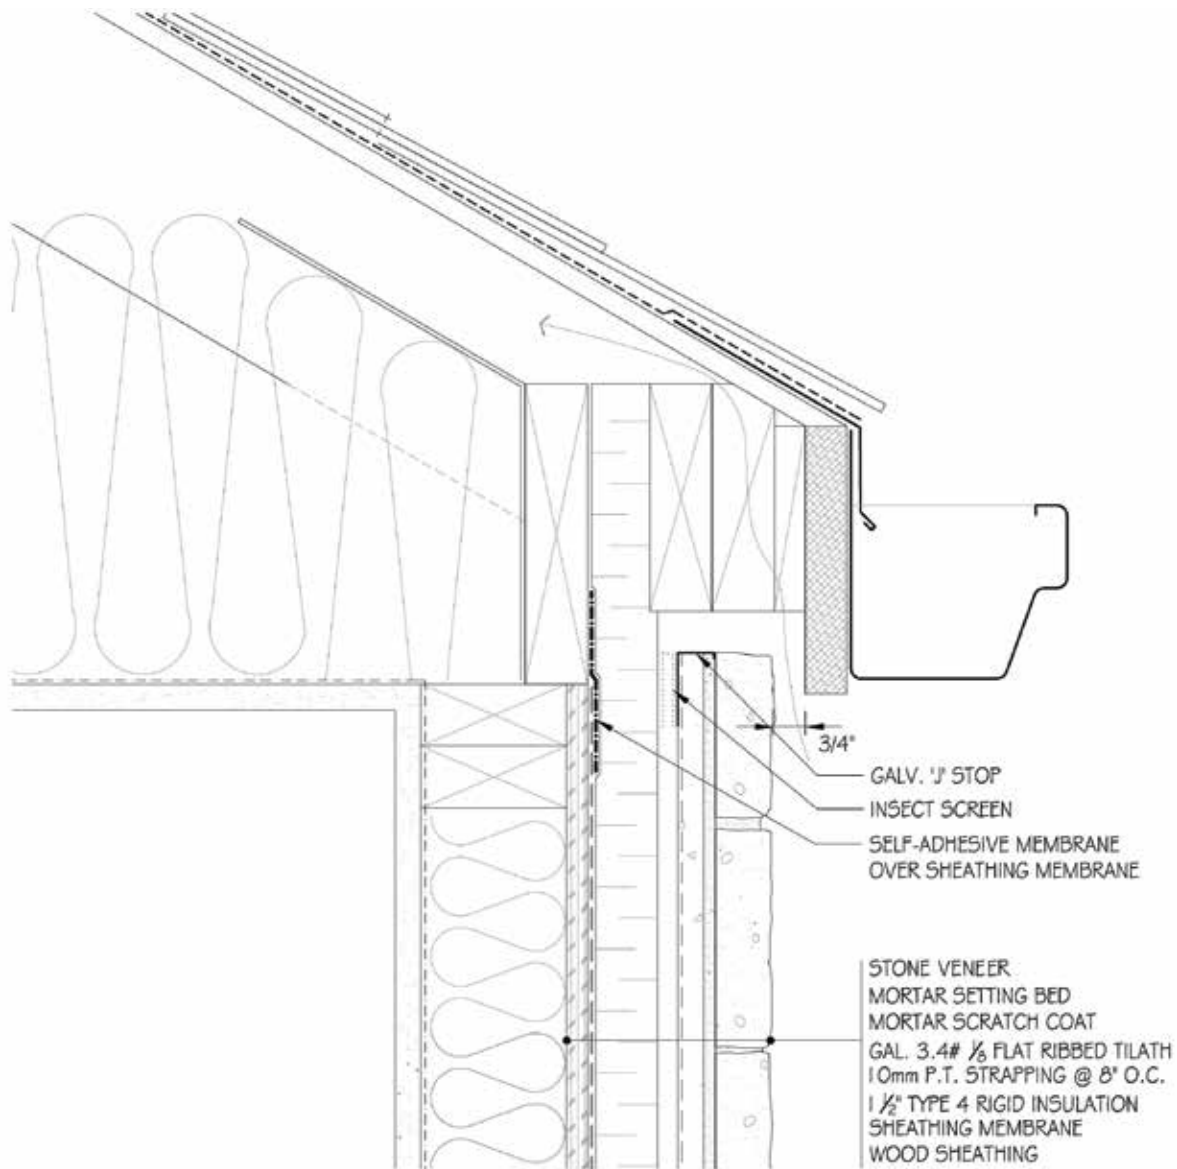 3/4"
GALV. 'J' STOP
INSECT SCREEN
SELF-ADHESIVE MEMBRANE
OVER SHEATHING MEMBRANE
STONE VENEER
MORTAR SETTING BED
MORTAR SCRATCH COAT
GAL. 3.4# ⅛ FLAT RIBBED TILATH
10mm P.T. STRAPPING @ 8" O.C.
1 ½" TYPE 4 RIGID INSULATION
SHEATHING MEMBRANE
WOOD SHEATHING